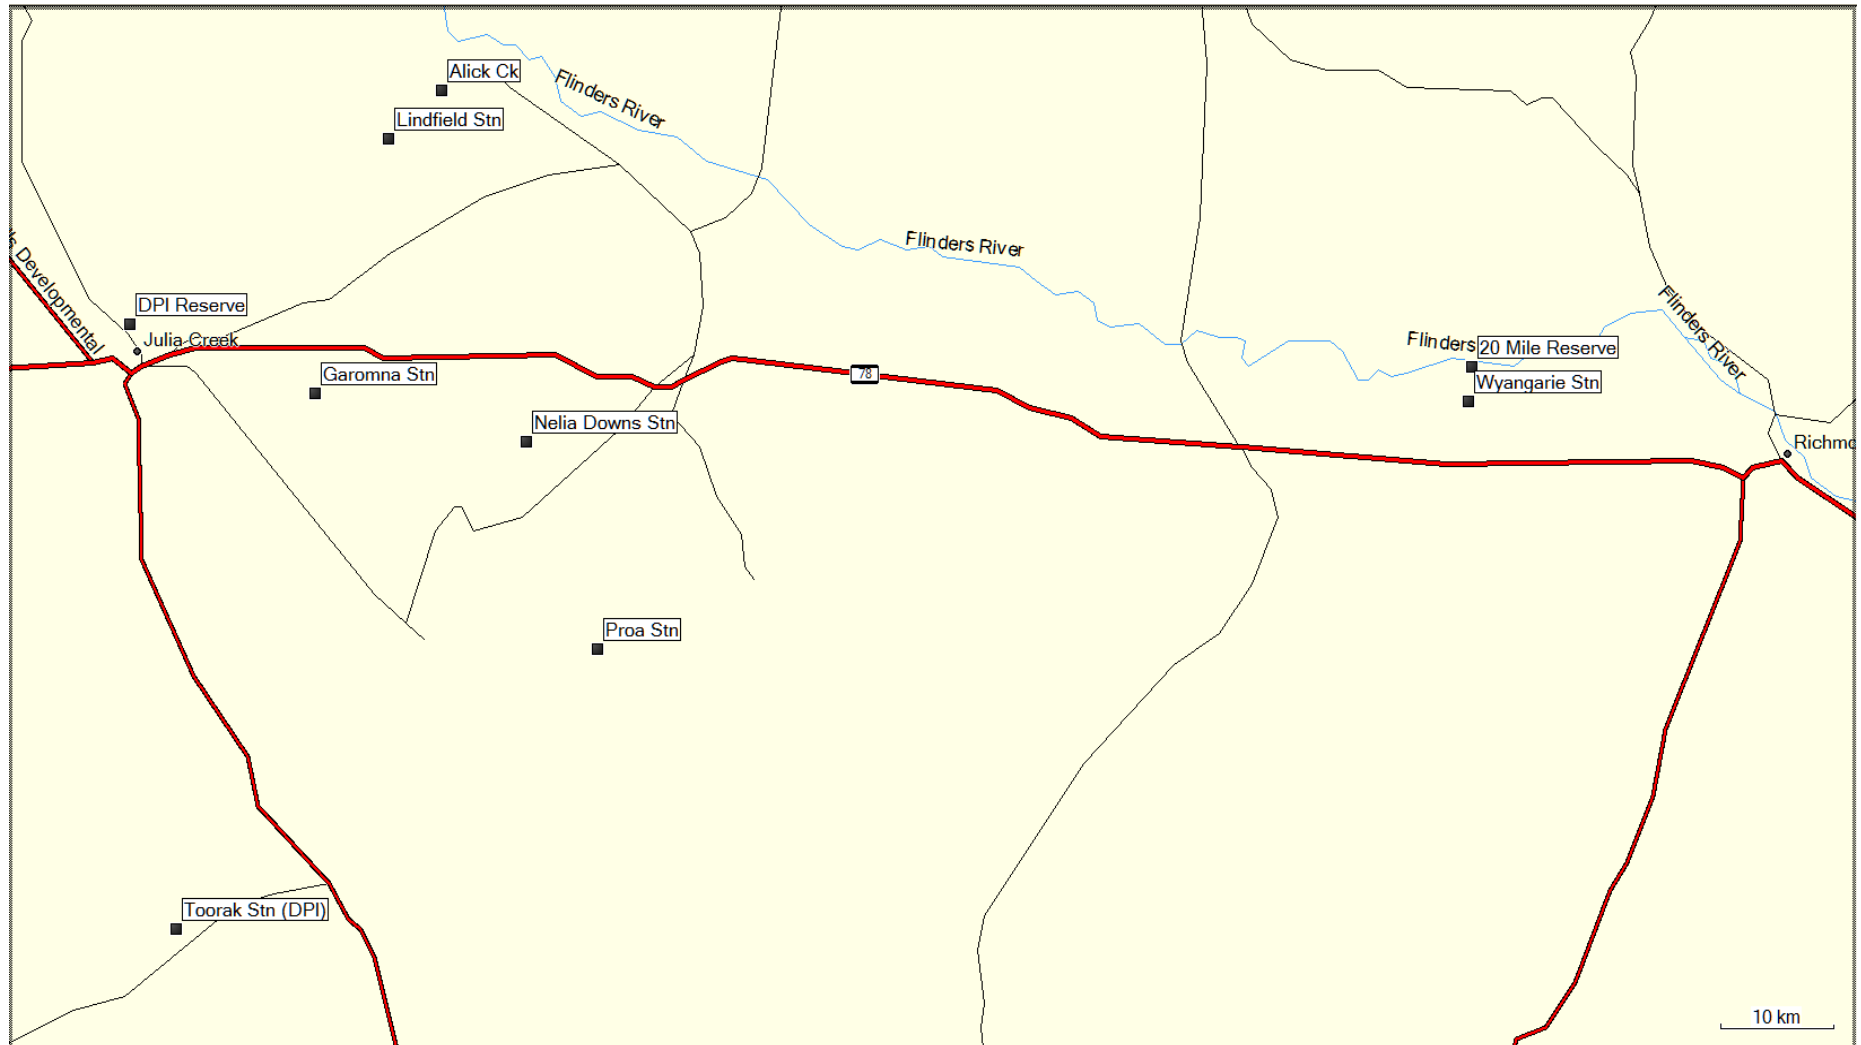 Alick Ck
Flinders River
Lindfield Stn
Flinders River
's Developmental
DPI Reserve
Julia Creek
Flinders River
Flinders
20 Mile Reserve
Garomna Stn
78
Wyangarie Stn
Nelia Downs Stn
Richmo
Proa Stn
Toorak Stn (DPI)
10 km